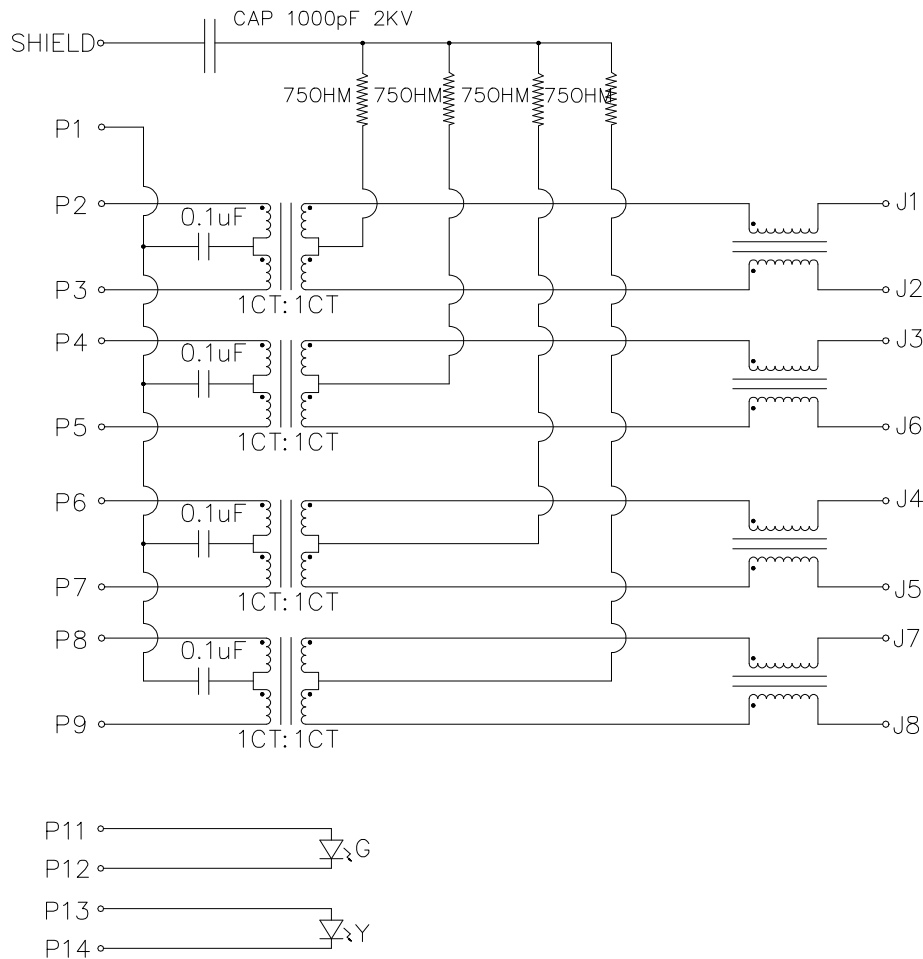 CAP 1000pF 2KV
SHIELD
75OHM 75OHM 75OHM 75OHM
P1
P2 0.1uF J1
P3 1CT:1CT J2
P4 0.1uF J3
P5 1CT:1CT J6
P6 0.1uF J4
P7 1CT:1CT J5
P8 0.1uF J7
P9 1CT:1CT J8
P11
G
P12
P13
Y
P14